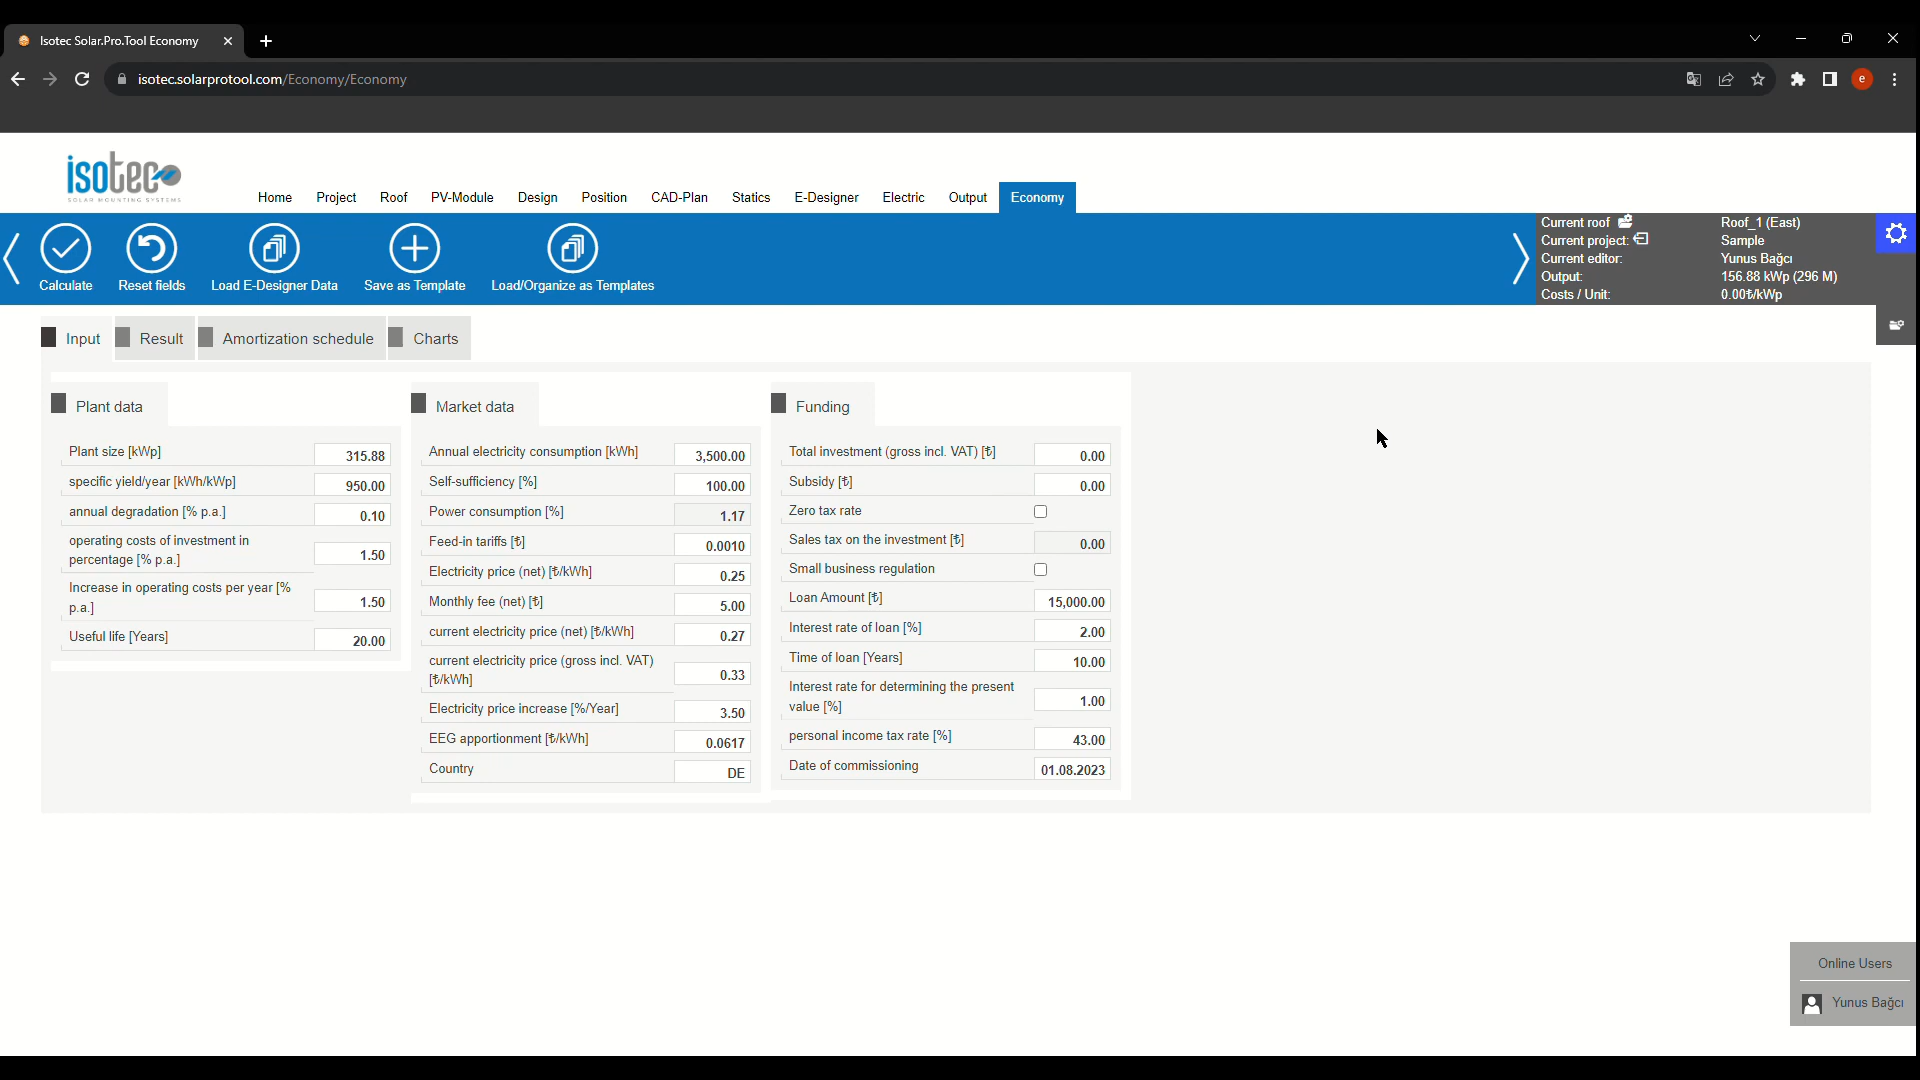 Isotec Solar.Pro.Tool Economy
isotec.solarprotool.com/Economy/Economy
e
isotec
SOLAR MOUNTING SYSTEMS
Home Project Roof PV-Module Design Position CAD-Plan Statics E-Designer Electric Output Economy
Calculate Reset fields Load E-Designer Data Save as Template Load/Organize as Templates
Current roof Roof_1 (East)
Current project: Sample
Current editor: Yunus Bağcı
Output: 156.88 kWp (296 M)
Costs / Unit: 0.00₺/kWp
Input Result Amortization schedule Charts
Plant data
Plant size [kWp] 315.88
specific yield/year [kWh/kWp] 950.00
annual degradation [% p.a.] 0.10
operating costs of investment in
percentage [% p.a.] 1.50
Increase in operating costs per year [%
p.a.] 1.50
Useful life [Years] 20.00
Market data
Annual electricity consumption [kWh] 3,500.00
Self-sufficiency [%] 100.00
Power consumption [%] 1.17
Feed-in tariffs [₺] 0.0010
Electricity price (net) [₺/kWh] 0.25
Monthly fee (net) [₺] 5.00
current electricity price (net) [₺/kWh] 0.27
current electricity price (gross incl. VAT)
[₺/kWh] 0.33
Electricity price increase [%/Year] 3.50
EEG apportionment [₺/kWh] 0.0617
Country DE
Funding
Total investment (gross incl. VAT) [₺] 0.00
Subsidy [₺] 0.00
Zero tax rate
Sales tax on the investment [₺] 0.00
Small business regulation
Loan Amount [₺] 15,000.00
Interest rate of loan [%] 2.00
Time of loan [Years] 10.00
Interest rate for determining the present
value [%] 1.00
personal income tax rate [%] 43.00
Date of commissioning 01.08.2023
Online Users
Yunus Bağcı